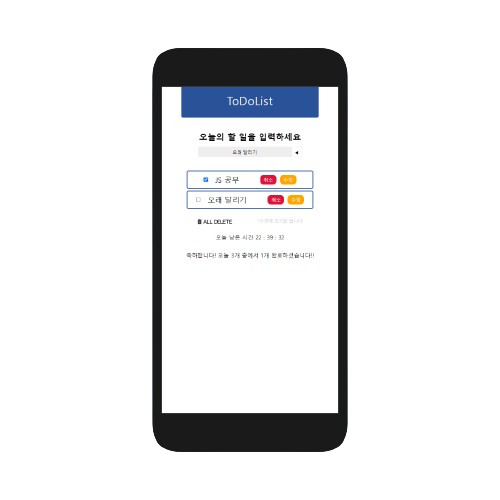 ToDoList
오늘의 할 일을 입력하세요
오래 달리기
JS 공부 취소 수정
오래 달리기 취소 수정
ALL DELETE
오늘 남은 시간 22 : 39 : 32
축하합니다! 오늘 3개 중에서 1개 완료하셨습니다!!